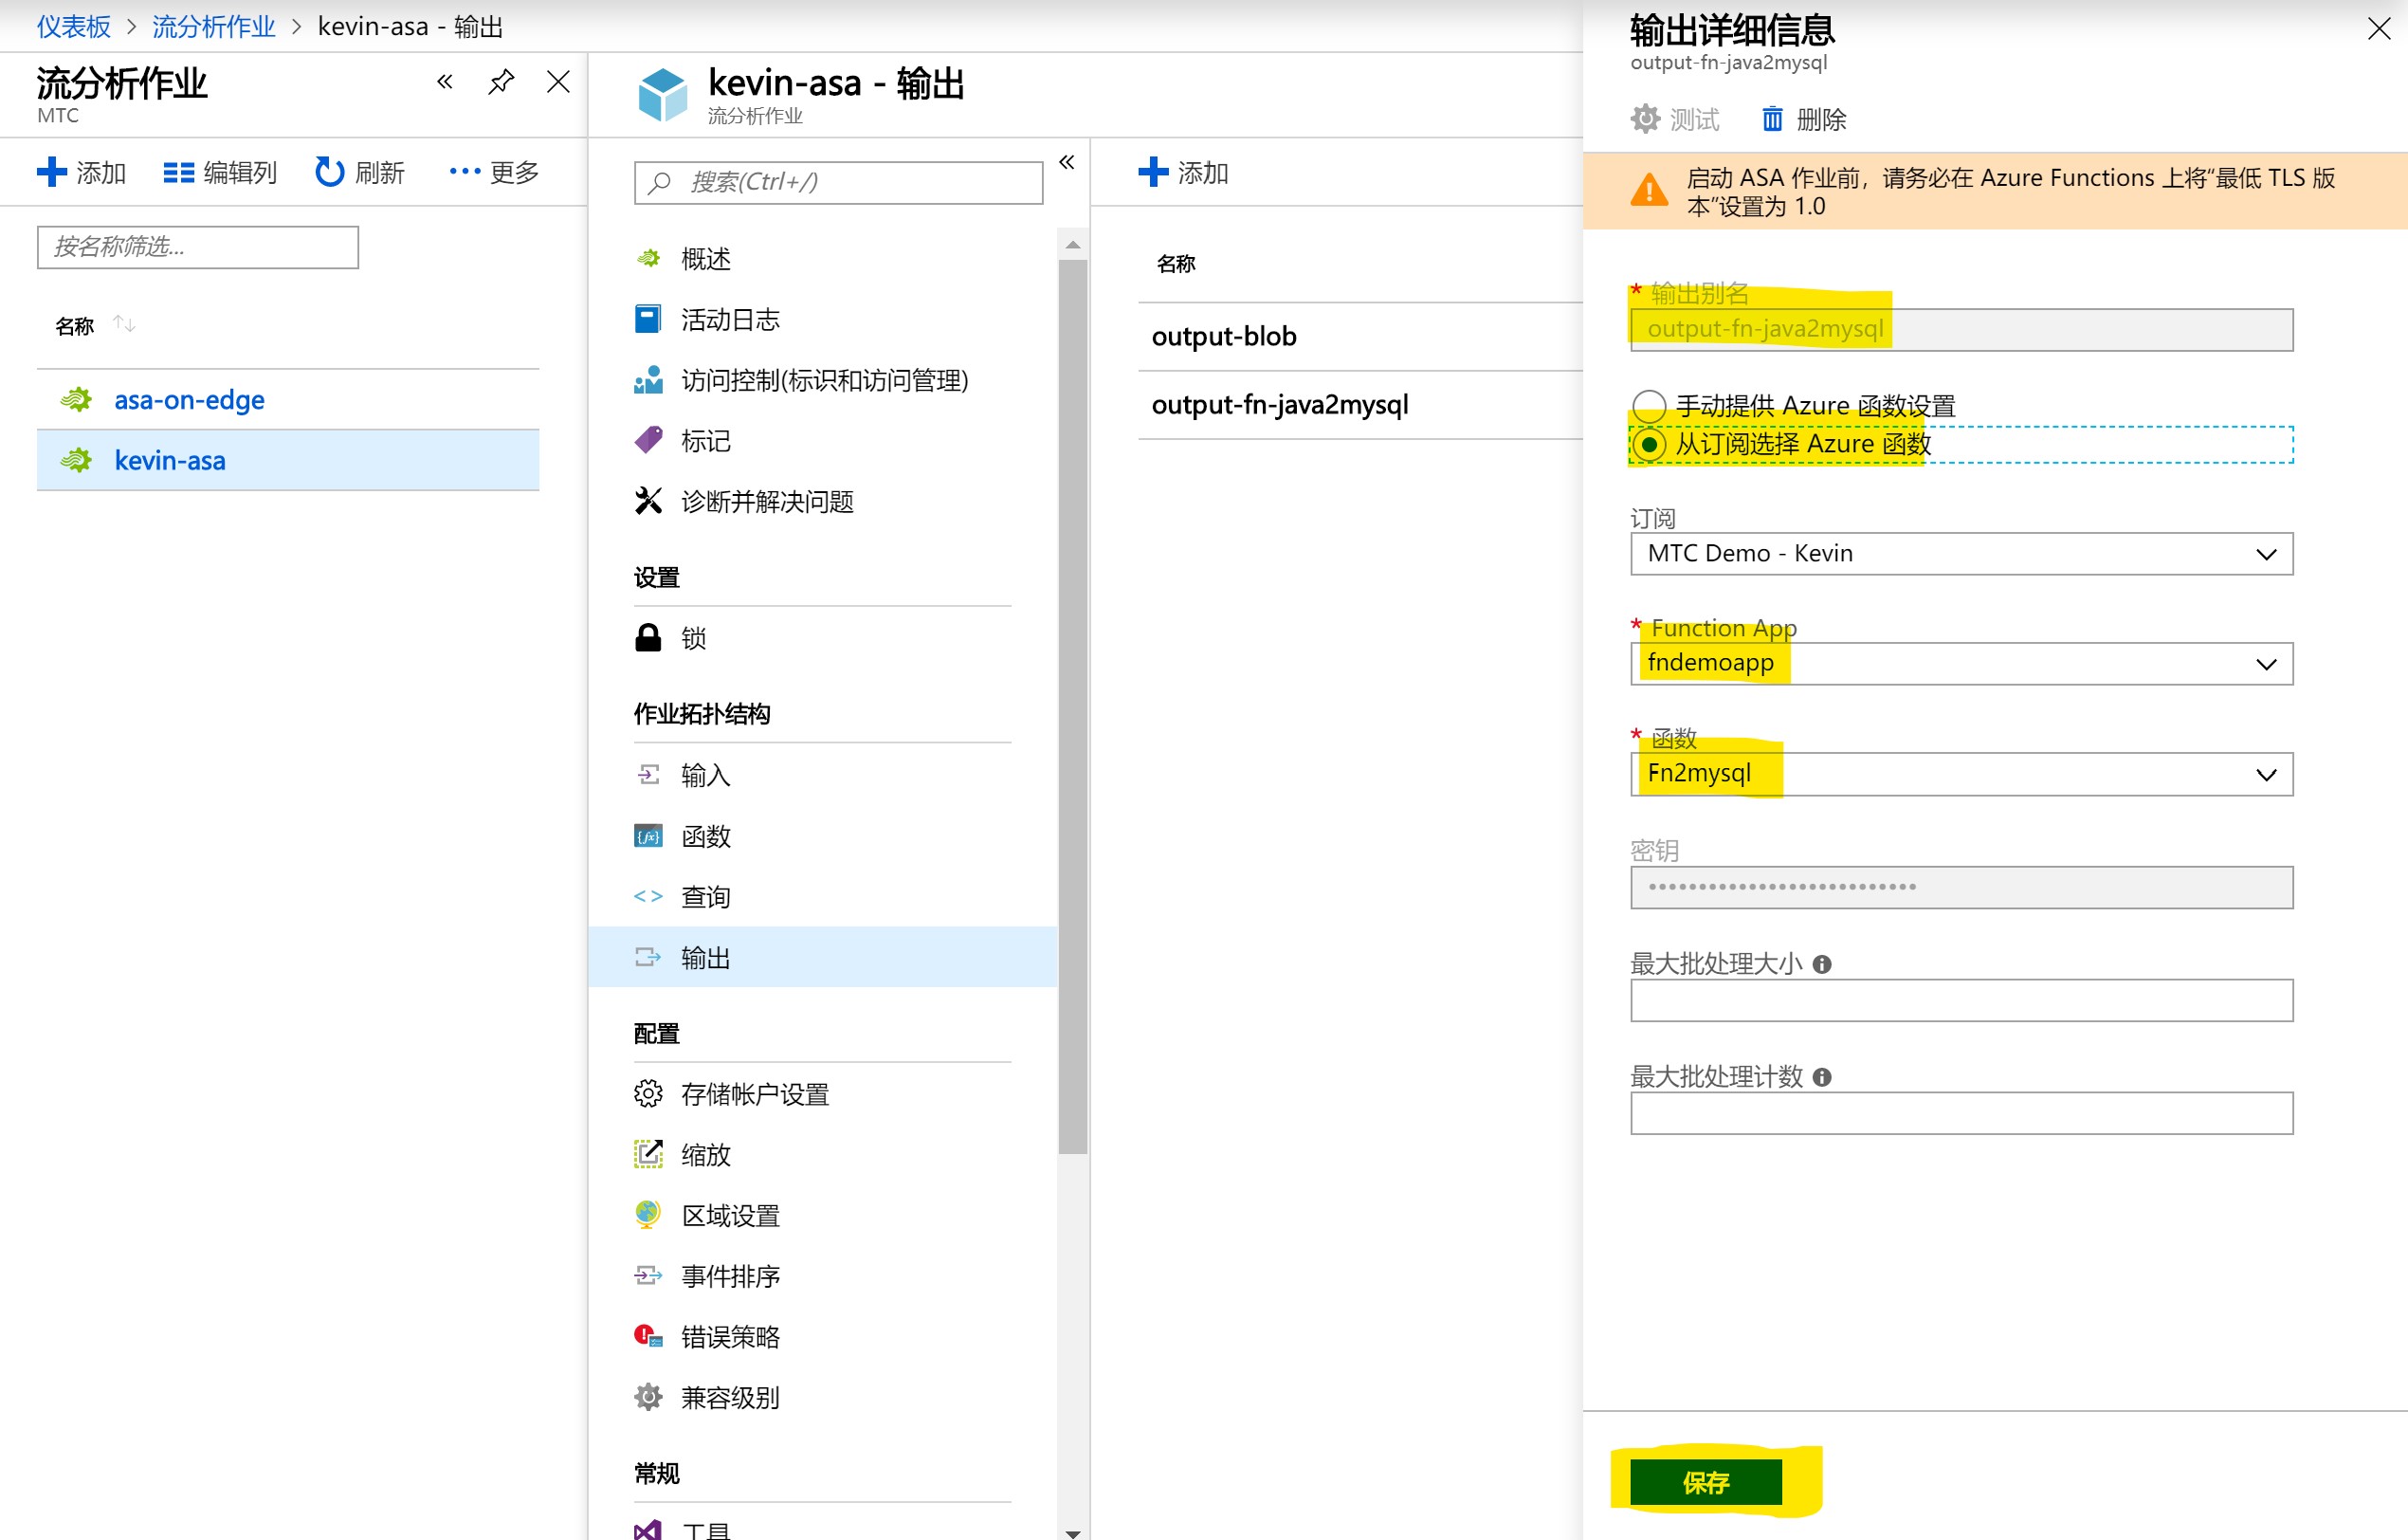 仪表板 > 流分析作业 > kevin-asa - 输出
流分析作业
MTC
添加 编辑列 刷新 更多
按名称筛选...
名称
asa-on-edge
kevin-asa
kevin-asa - 输出
流分析作业
搜索(Ctrl+/)
概述
活动日志
访问控制(标识和访问管理)
标记
诊断并解决问题
设置
锁
作业拓扑结构
输入
函数
查询
输出
配置
存储帐户设置
缩放
区域设置
事件排序
错误策略
兼容级别
常规
工具
添加
名称
output-blob
output-fn-java2mysql
输出详细信息
output-fn-java2mysql
测试 删除
启动 ASA 作业前，请务必在 Azure Functions 上将“最低 TLS 版
本”设置为 1.0
* 输出别名
output-fn-java2mysql
手动提供 Azure 函数设置
从订阅选择 Azure 函数
订阅
MTC Demo - Kevin
* Function App
fndemoapp
* 函数
Fn2mysql
密钥
•••••••••••••••••••••••••••
最大批处理大小
最大批处理计数
保存